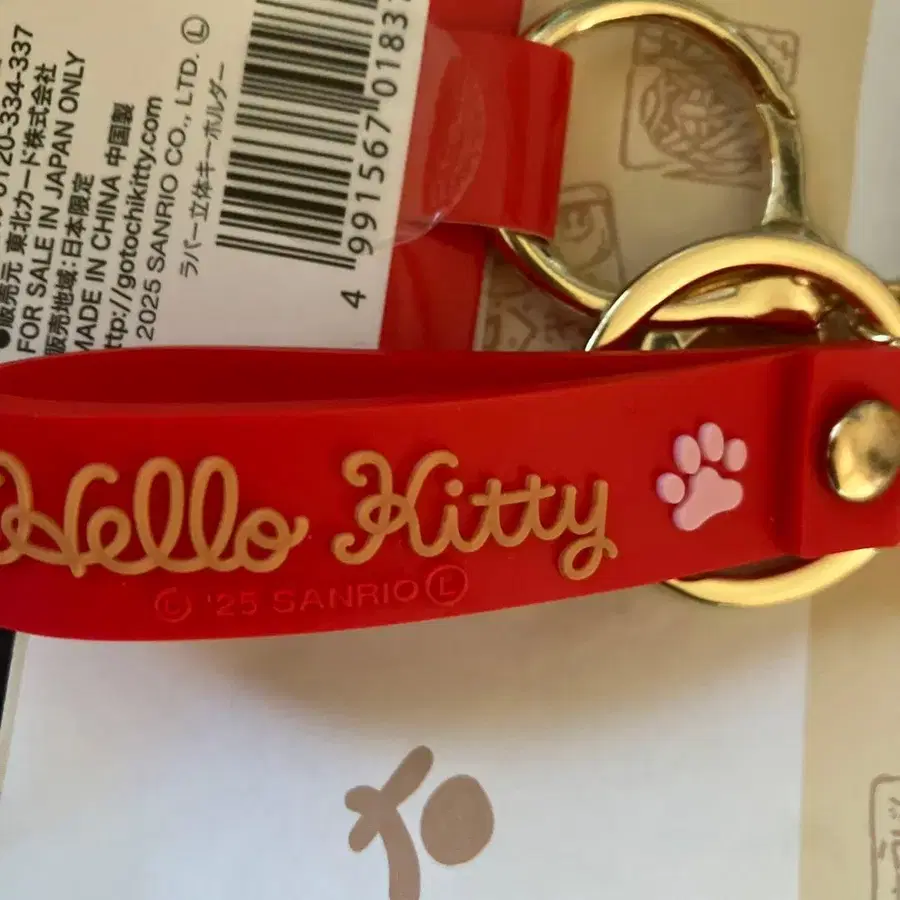 0120-334-337
●販売元 東北カード株式会社
FOR SALE IN JAPAN ONLY
販売地域:日本限定
MADE IN CHINA 中国製
ttp://gotochikitty.com
2025 SANRIO CO., LTD. Ⓛ
ラバー立体キーホルダー
4 991567 01837
Hello Kitty
© '25 SANRIO Ⓛ